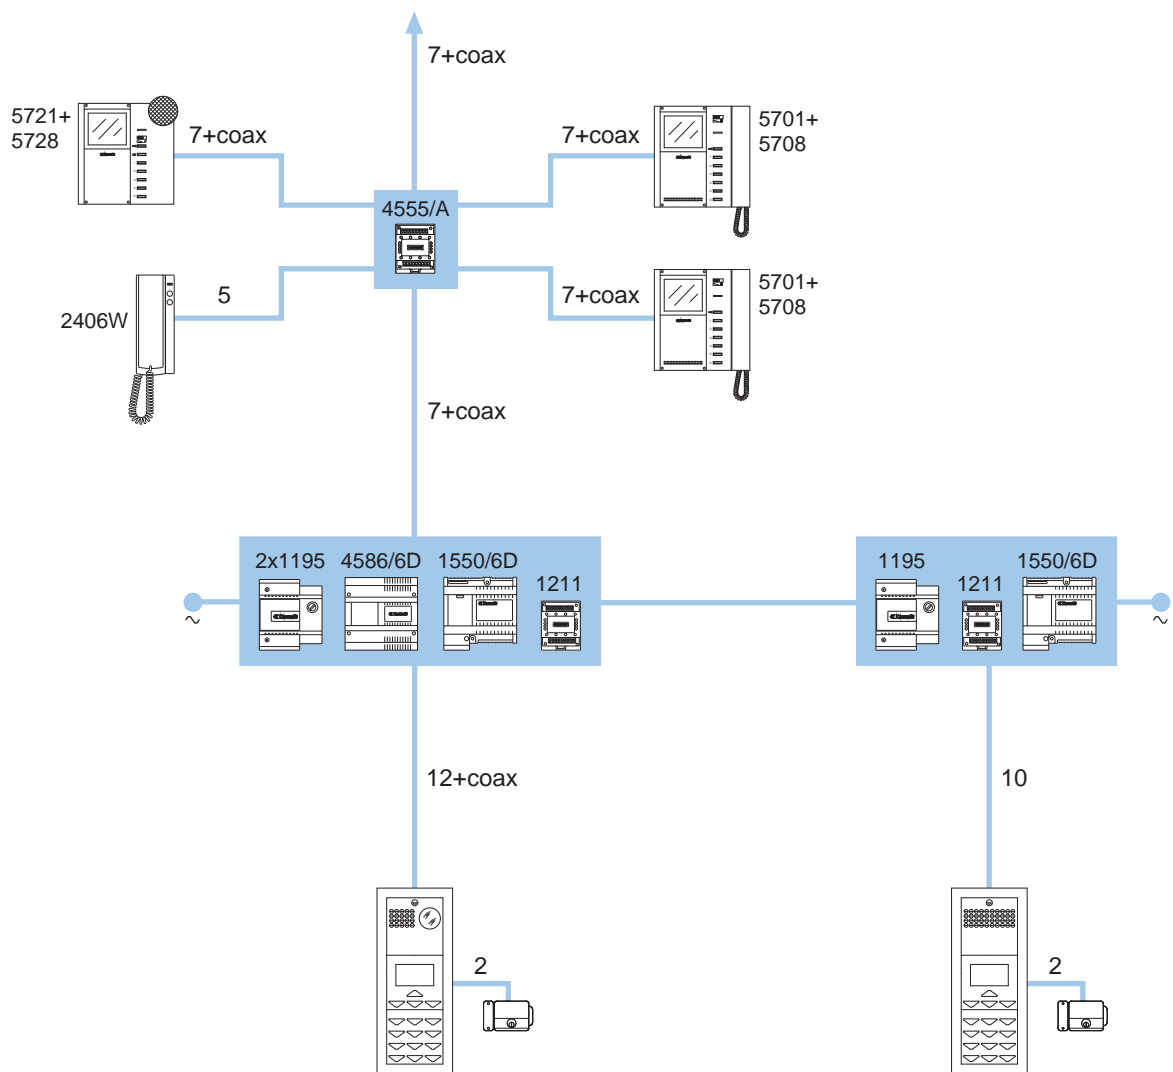 7+coax
5721+
5728
7+coax
7+coax
5701+
5708
4555/A
2406W
5
7+coax
5701+
5708
7+coax
2x1195
4586/6D
1550/6D
1211
1195
1211
1550/6D
~
~
12+coax
10
2
2